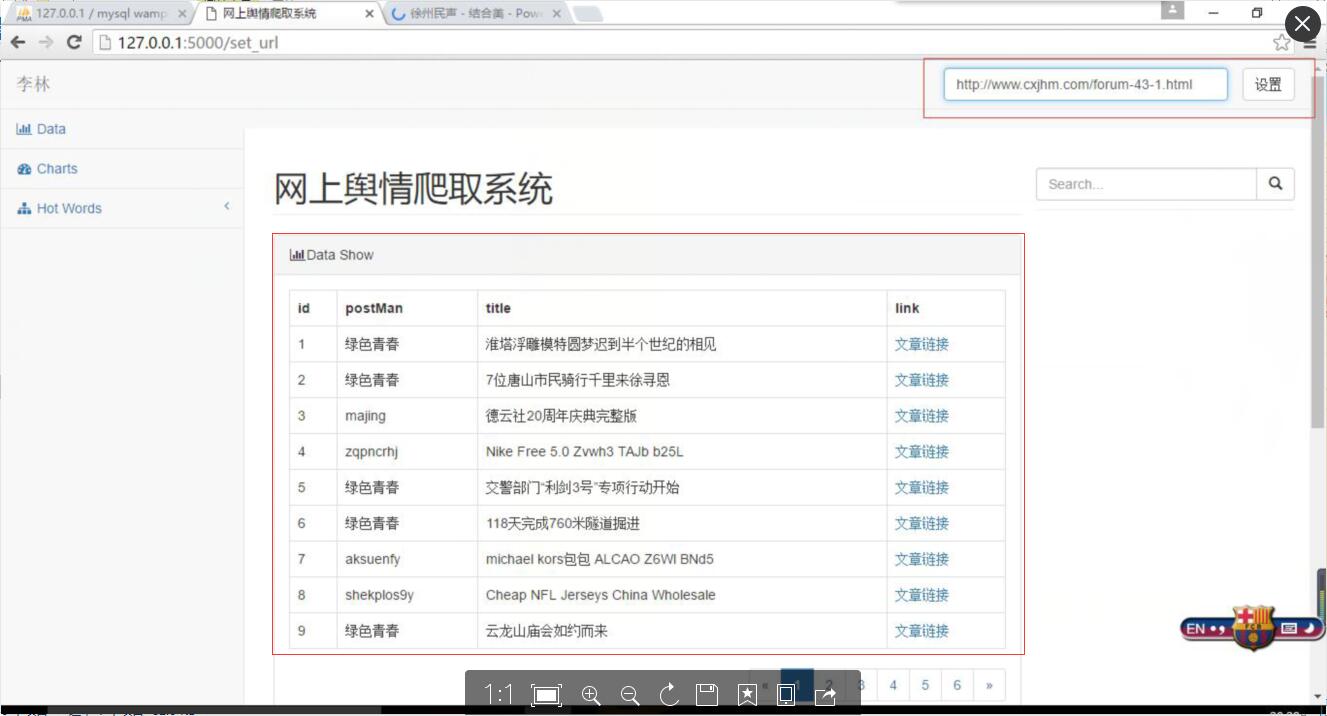 127.0.0.1 / mysql wamp
网上舆情爬取系统
徐州民声 - 结合美 - Pow
127.0.0.1:5000/set_url
李林
http://www.cxjhm.com/forum-43-1.html
设置
Data
Charts
Hot Words
网上舆情爬取系统
Search...
Data Show
id postMan title link
1 绿色青春 淮塔浮雕模特圆梦迟到半个世纪的相见 文章链接
2 绿色青春 7位唐山市民骑行千里来徐寻恩 文章链接
3 majing 德云社20周年庆典完整版 文章链接
4 zqpncrhj Nike Free 5.0 Zvwh3 TAJb b25L 文章链接
5 绿色青春 交警部门“利剑3号”专项行动开始 文章链接
6 绿色青春 118天完成760米隧道掘进 文章链接
7 aksuenfy michael kors包包 ALCAO Z6WI BNd5 文章链接
8 shekplos9y Cheap NFL Jerseys China Wholesale 文章链接
9 绿色青春 云龙山庙会如约而来 文章链接
EN
FCB
« 1 2 3 4 5 6 »
1:1